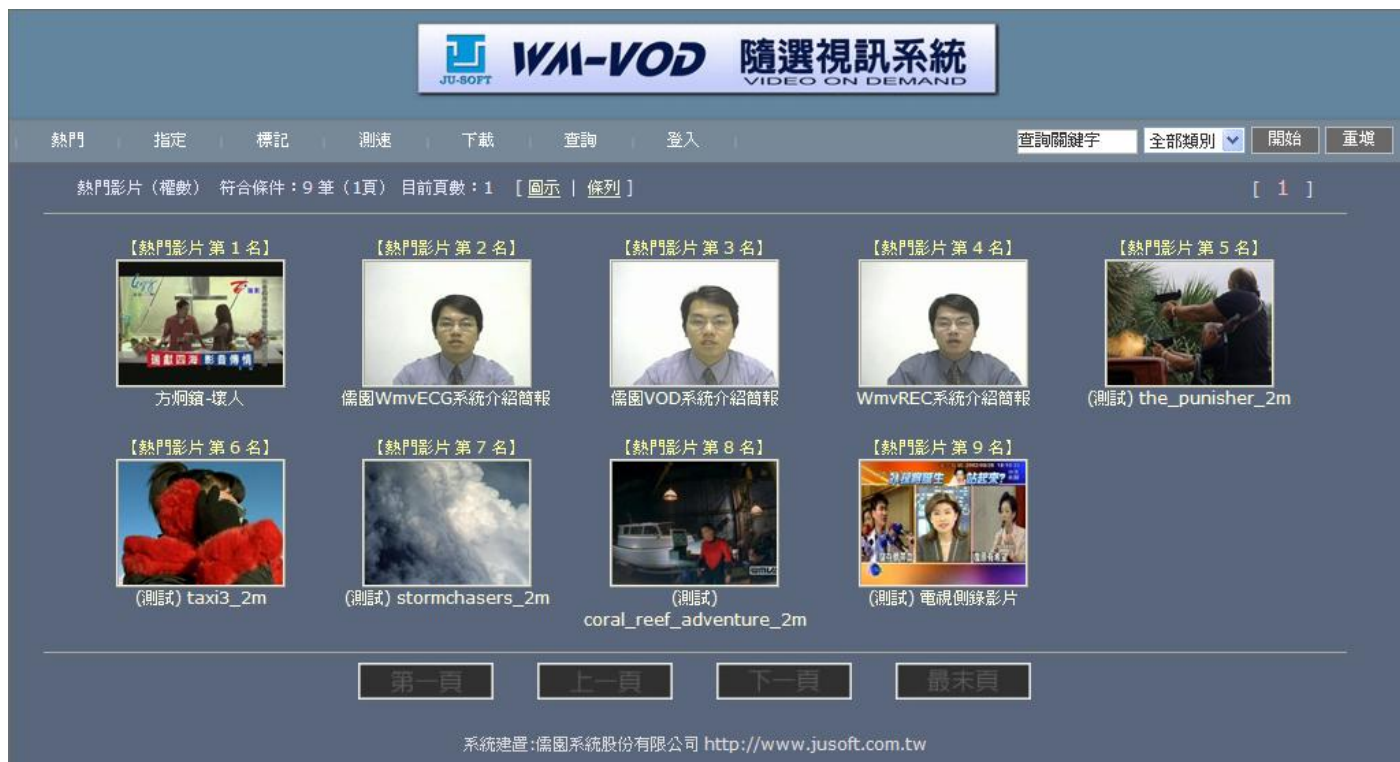 JU-SOFT WM-VOD 隨選視訊系統
VIDEO ON DEMAND
熱門 指定 標記 測速 下載 查詢 登入 查詢關鍵字 全部類別 開始 重填
熱門影片（權數） 符合條件：9 筆（1頁） 目前頁數：1 [ 圖示 | 條列 ] [ 1 ]
【熱門影片 第 1 名】 【熱門影片 第 2 名】 【熱門影片 第 3 名】 【熱門影片 第 4 名】 【熱門影片 第 5 名】
瑞獻四海 影音傳情
方炯鑌-壞人 儒園WmvECG系統介紹簡報 儒園VOD系統介紹簡報 WmvREC系統介紹簡報 (測試) the_punisher_2m
【熱門影片 第 6 名】 【熱門影片 第 7 名】 【熱門影片 第 8 名】 【熱門影片 第 9 名】
站起來?
(測試) taxi3_2m (測試) stormchasers_2m (測試) coral_reef_adventure_2m (測試) 電視側錄影片
第一頁 上一頁 下一頁 最末頁
系統建置:儒園系統股份有限公司 http://www.jusoft.com.tw